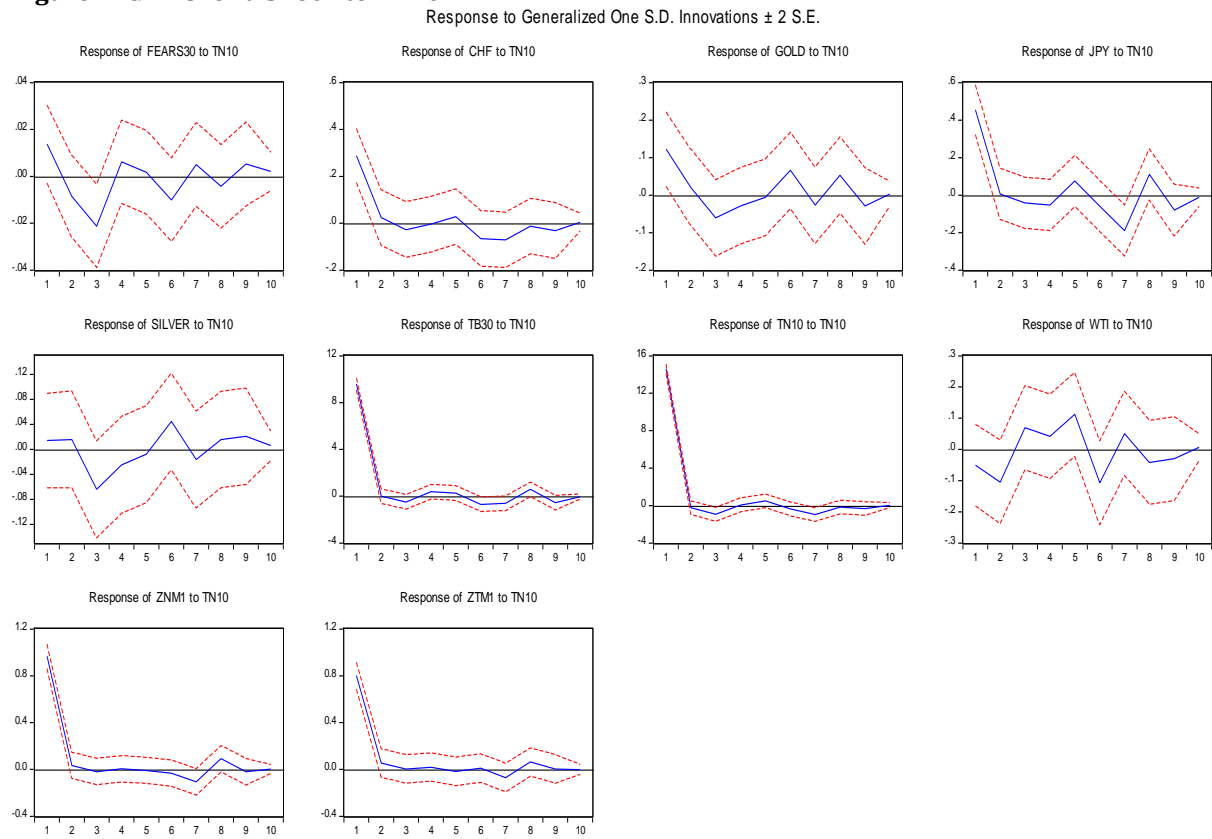 Response to Generalized One S.D. Innovations ± 2 S.E.
Response of FEARS30 to TN10
.04
.02
.00
-.02
-.04
1 2 3 4 5 6 7 8 9 10
Response of CHF to TN10
.6
.4
.2
.0
-.2
1 2 3 4 5 6 7 8 9 10
Response of GOLD to TN10
.3
.2
.1
.0
-.1
-.2
1 2 3 4 5 6 7 8 9 10
Response of JPY to TN10
.6
.4
.2
.0
-.2
-.4
1 2 3 4 5 6 7 8 9 10
Response of SILVER to TN10
.12
.08
.04
.00
-.04
-.08
-.12
1 2 3 4 5 6 7 8 9 10
Response of TB30 to TN10
12
8
4
0
-4
1 2 3 4 5 6 7 8 9 10
Response of TN10 to TN10
16
12
8
4
0
-4
1 2 3 4 5 6 7 8 9 10
Response of WTI to TN10
.3
.2
.1
.0
-.1
-.2
-.3
1 2 3 4 5 6 7 8 9 10
Response of ZNM1 to TN10
1.2
0.8
0.4
0.0
-0.4
1 2 3 4 5 6 7 8 9 10
Response of ZTM1 to TN10
1.2
0.8
0.4
0.0
-0.4
1 2 3 4 5 6 7 8 9 10